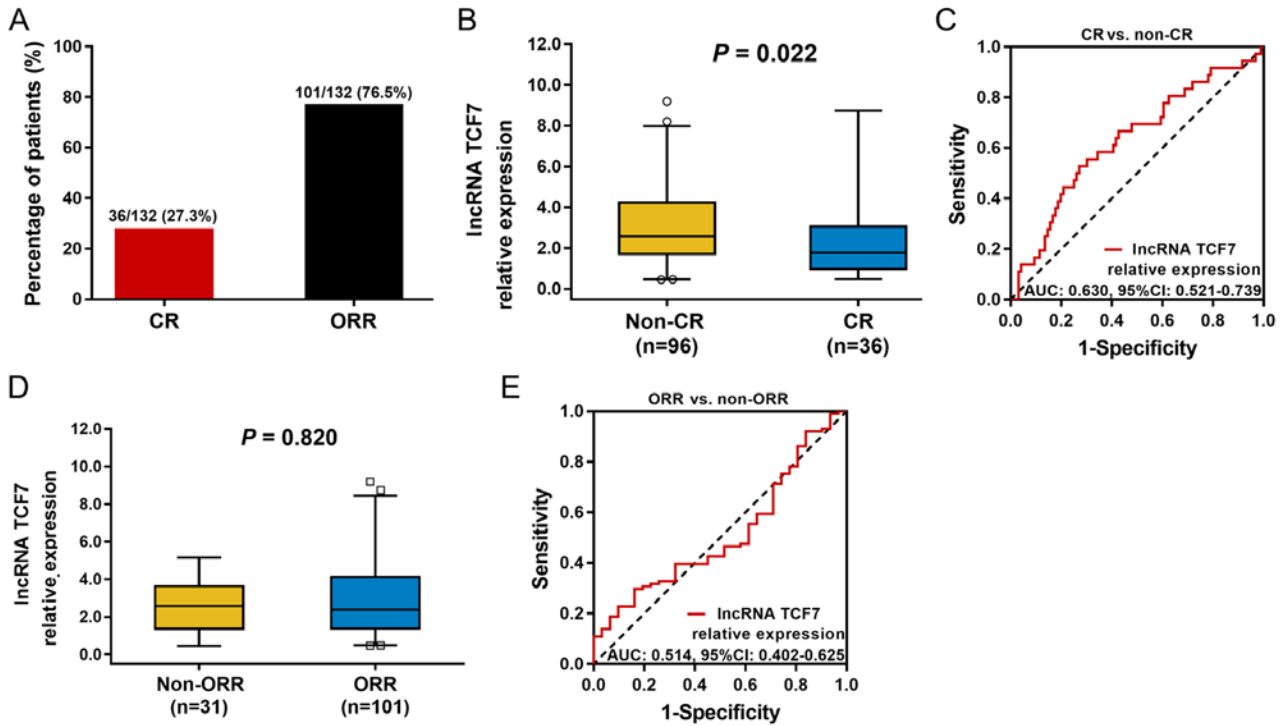 A
Percentage of patients (%)
100
80
60
40
20
0
36/132 (27.3%)
101/132 (76.5%)
CR
ORR
B
lncRNA TCF7
relative expression
12.0
10.0
8.0
6.0
4.0
2.0
0.0
P = 0.022
Non-CR
(n=96)
CR
(n=36)
C
CR vs. non-CR
Sensitivity
1.0
0.8
0.6
0.4
0.2
0.0
lncRNA TCF7
relative expression
AUC: 0.630, 95%CI: 0.521-0.739
0.0 0.2 0.4 0.6 0.8 1.0
1-Specificity
D
lncRNA TCF7
relative expression
12.0
10.0
8.0
6.0
4.0
2.0
0.0
P = 0.820
Non-ORR
(n=31)
ORR
(n=101)
E
ORR vs. non-ORR
Sensitivity
1.0
0.8
0.6
0.4
0.2
0.0
lncRNA TCF7
relative expression
AUC: 0.514, 95%CI: 0.402-0.625
0.0 0.2 0.4 0.6 0.8 1.0
1-Specificity